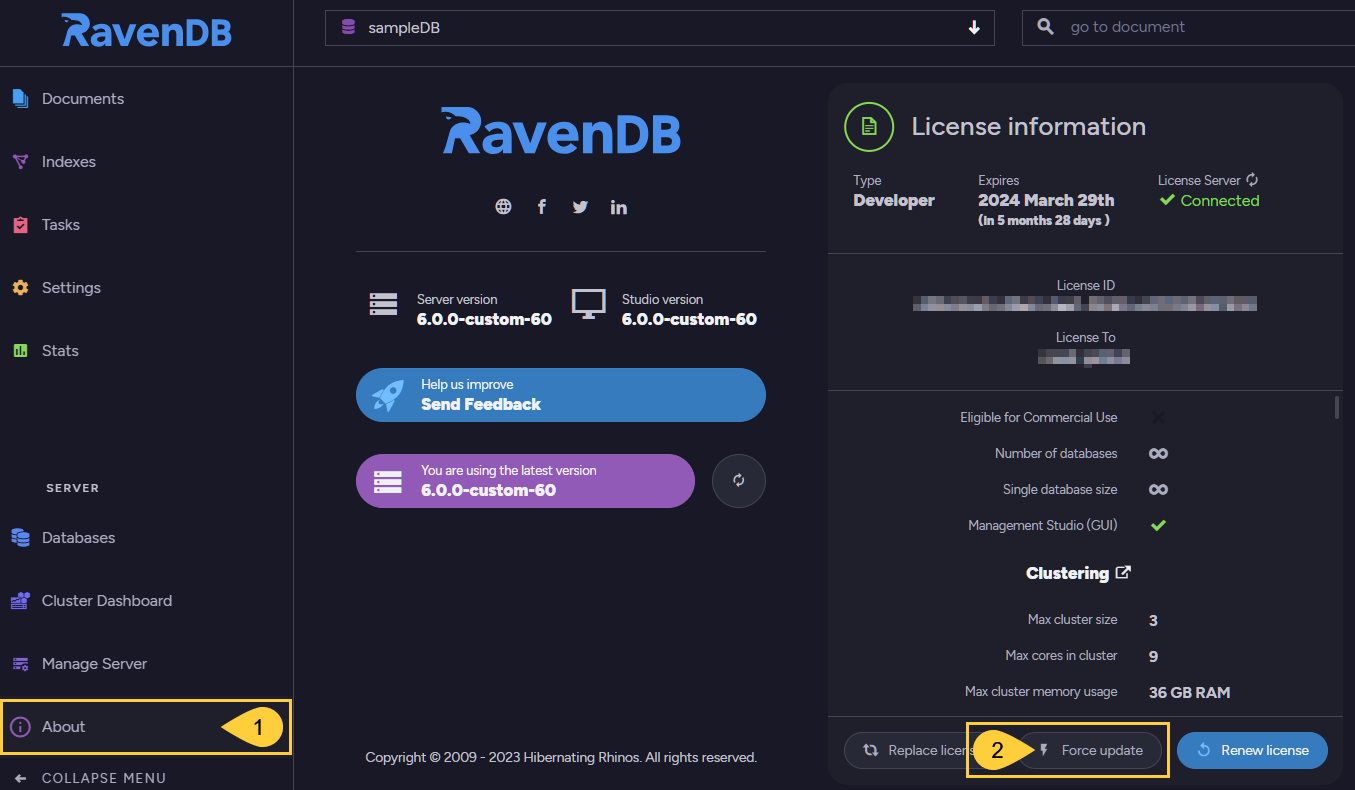 RavenDB
sampleDB
go to document
Documents
Indexes
Tasks
Settings
Stats
SERVER
Databases
Cluster Dashboard
Manage Server
About
1
COLLAPSE MENU
RavenDB
Server version
6.0.0-custom-60
Studio version
6.0.0-custom-60
Help us improve
Send Feedback
You are using the latest version
6.0.0-custom-60
Copyright © 2009 - 2023 Hibernating Rhinos. All rights reserved.
License information
Type
Developer
Expires
2024 March 29th
(in 5 months 28 days )
License Server
Connected
License ID
License To
Eligible for Commercial Use
Number of databases ∞
Single database size ∞
Management Studio (GUI)
Clustering
Max cluster size 3
Max cores in cluster 9
Max cluster memory usage 36 GB RAM
Replace licens
2
Force update
Renew license